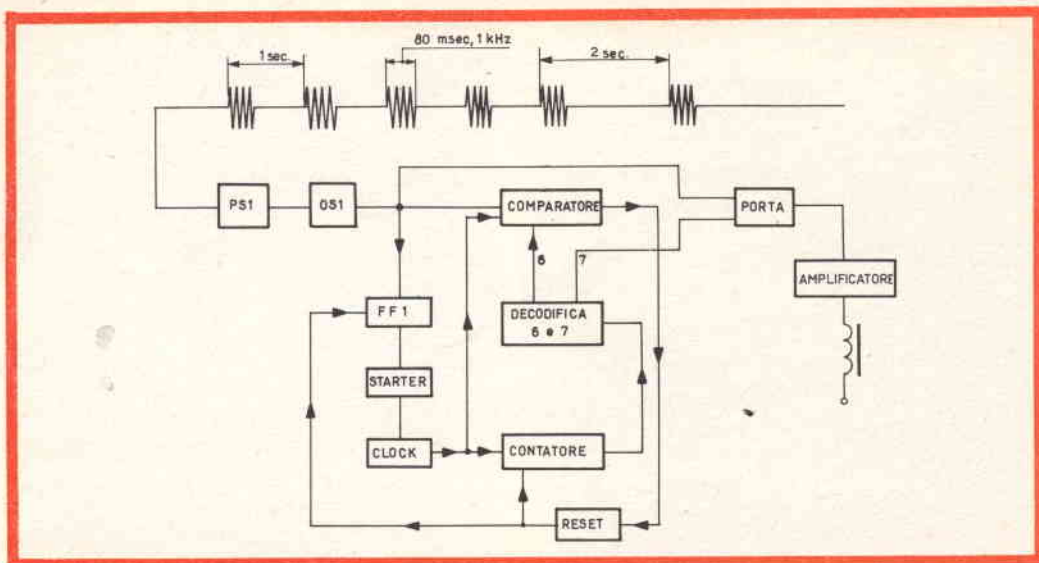 80 msec, 1 kHz
1 sec.
2 sec.
PS1
OS1
COMPARATORE
PORTA
6
7
AMPLIFICATORE
FF1
DECODIFICA
6 e 7
STARTER
CLOCK
CONTATORE
RESET